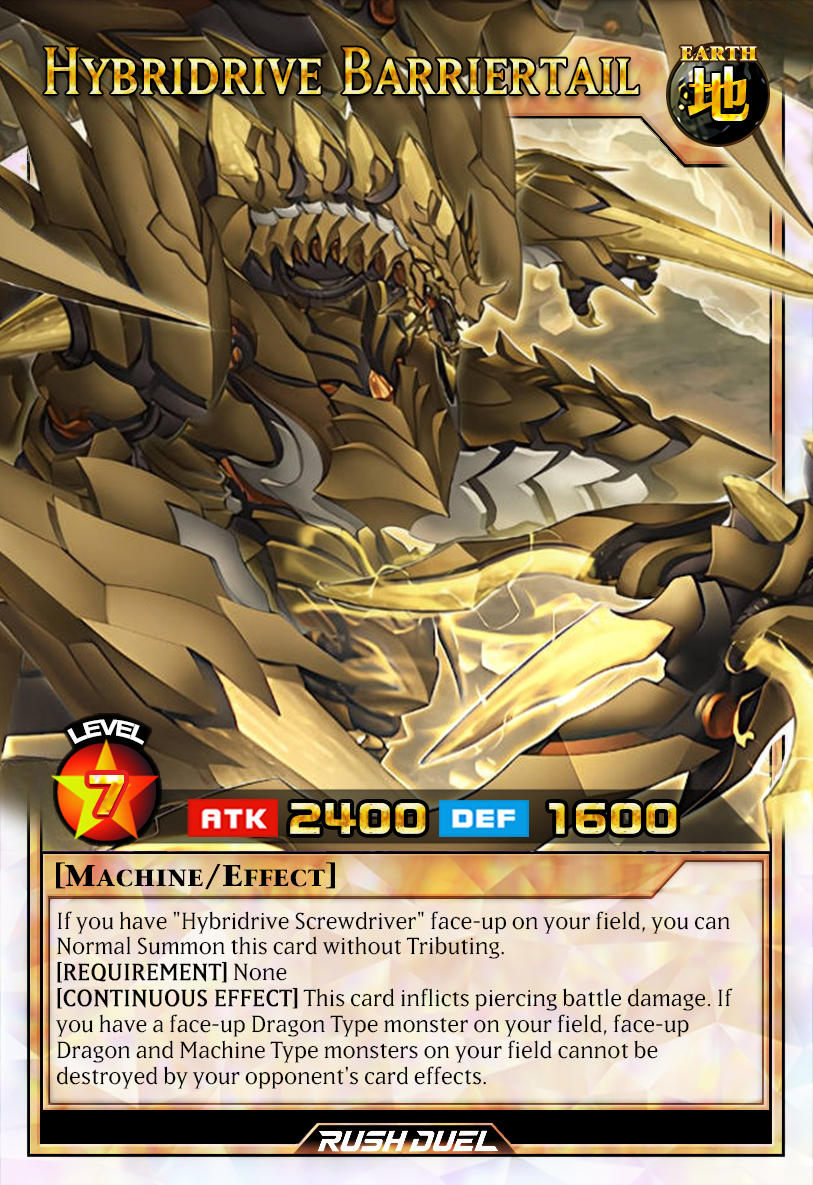 Hybridrive Barriertail
EARTH
地
LEVEL
7
ATK 2400 DEF 1600
[Machine/Effect]
If you have "Hybridrive Screwdriver" face-up on your field, you can
Normal Summon this card without Tributing.
[REQUIREMENT] None
[CONTINUOUS EFFECT] This card inflicts piercing battle damage. If
you have a face-up Dragon Type monster on your field, face-up
Dragon and Machine Type monsters on your field cannot be
destroyed by your opponent's card effects.
RUSH DUEL